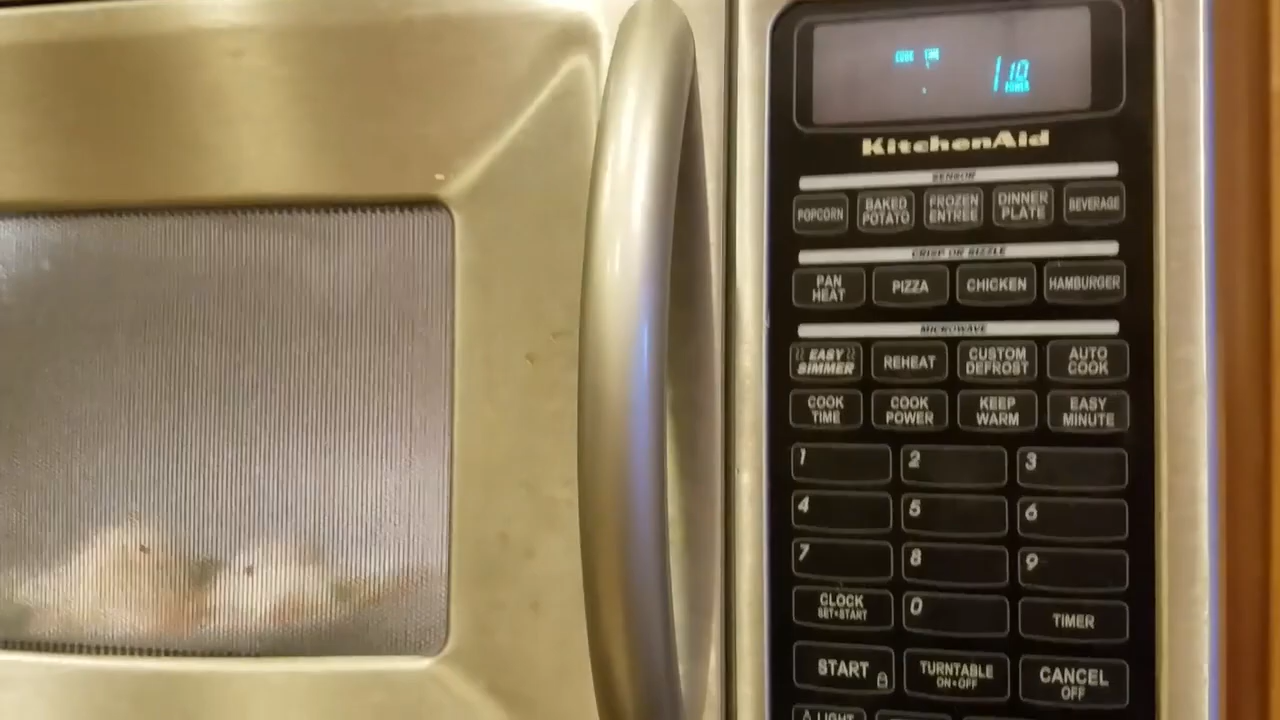 COOK TIME
110
POWER
KitchenAid
SENSOR
POPCORN BAKED POTATO FROZEN ENTREE DINNER PLATE BEVERAGE
CRISP OR SIZZLE
PAN HEAT PIZZA CHICKEN HAMBURGER
MICROWAVE
EASY SIMMER REHEAT CUSTOM DEFROST AUTO COOK
COOK TIME COOK POWER KEEP WARM EASY MINUTE
1 2 3
4 5 6
7 8 9
CLOCK SET•START 0 TIMER
START TURNTABLE ON•OFF CANCEL OFF
LIGHT